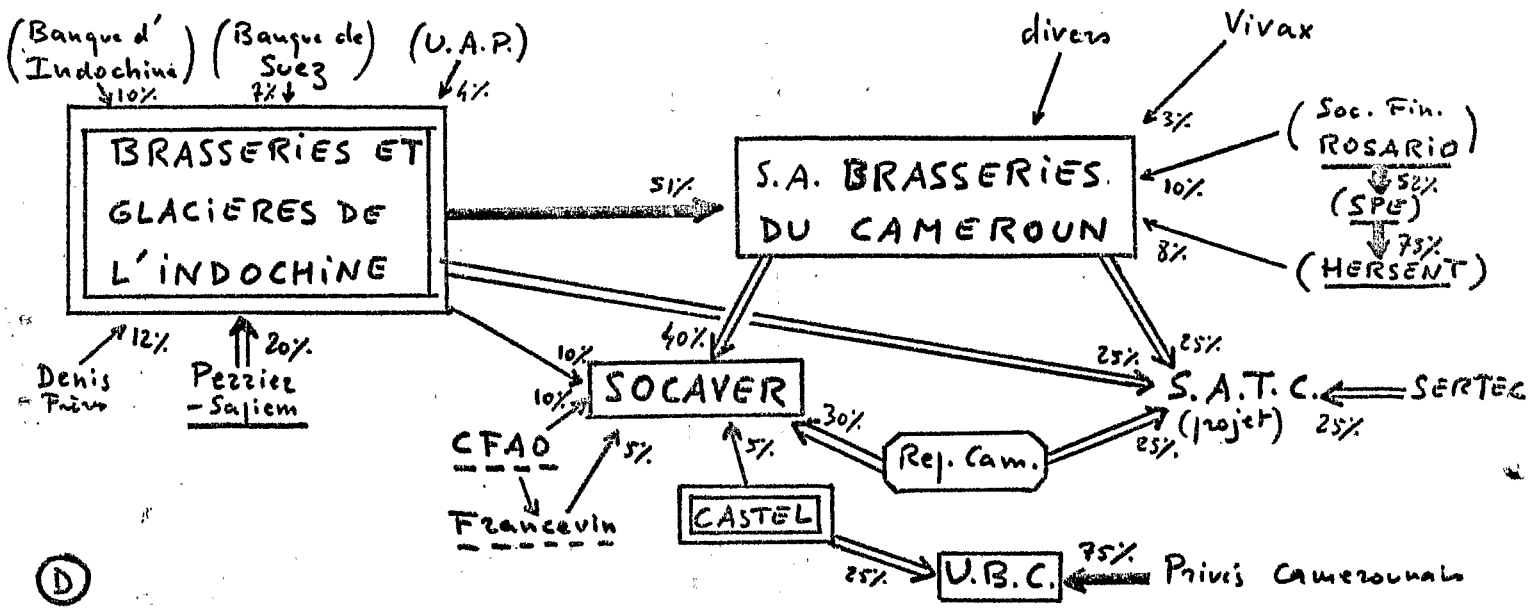 (Banque d'
Indochine)
10%
(Banque de
Suez)
7%
(U.A.P.)
4%
divers
Vivax
3%
BRASSERIES ET
GLACIERES DE
L'INDOCHINE
51%
S.A. BRASSERIES
DU CAMEROUN
10%
8%
(Soc. Fin.
ROSARIO)
52%
(SPE)
75%
(HERSENT)
12%
Denis
Frères
20%
Perrier
-Sapiem
10%
10%
40%
SOCAVER
30%
5%
5%
CFAO
Francevin
CASTEL
Rep. Cam.
25%
25%
S.A.T.C.
(projet)
25%
25%
SERTEC
25%
U.B.C.
75%
Privés Camerounais
D